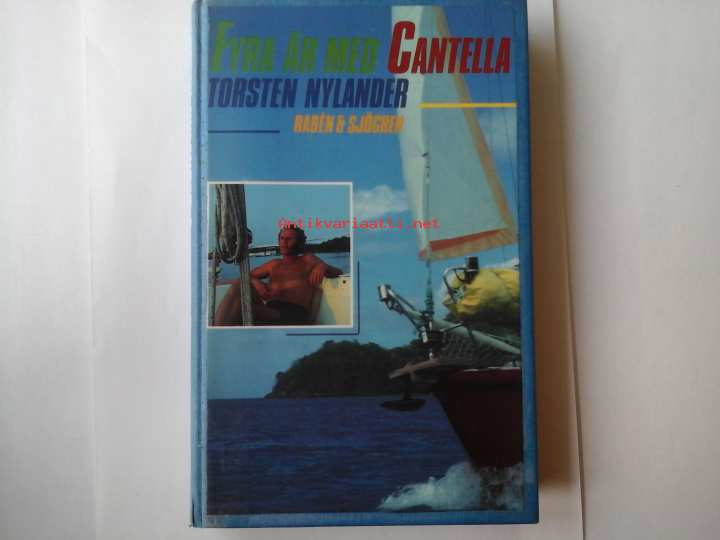 FYRA ÅR MED CANTELLA
TORSTEN NYLANDER
RABÉN & SJÖGREN
Antikvariaatti.net